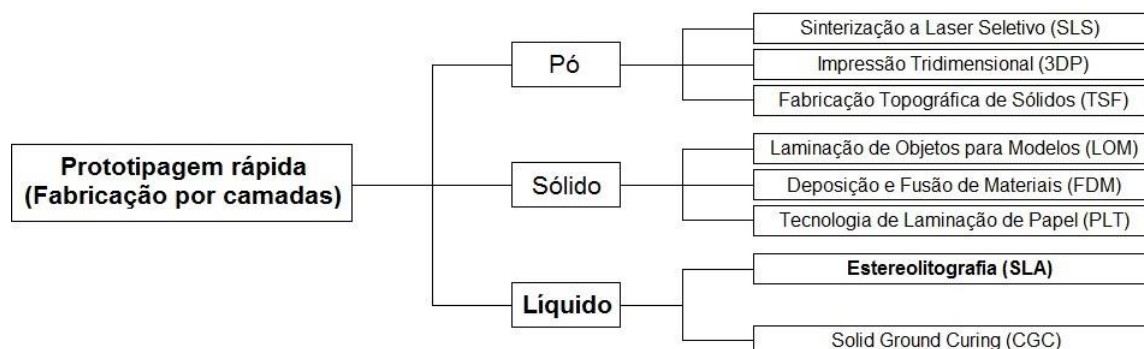 Prototipagem rápida
(Fabricação por camadas)
Pó
Sinterização a Laser Seletivo (SLS)
Impressão Tridimensional (3DP)
Fabricação Topográfica de Sólidos (TSF)
Sólido
Laminação de Objetos para Modelos (LOM)
Deposição e Fusão de Materiais (FDM)
Tecnologia de Laminação de Papel (PLT)
Líquido
Estereolitografia (SLA)
Solid Ground Curing (CGC)